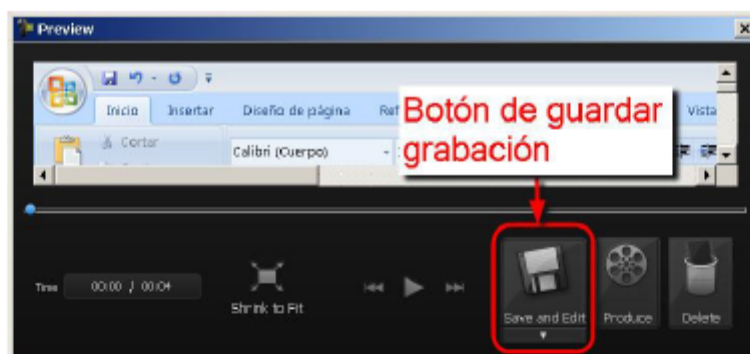 Preview
Inicio Insertar Diseño de página Ref Vista
Cortar
Calibri (Cuerpo)
Botón de guardar
grabación
Time 00:00 / 00:04
Shrink to Fit
Save and Edit Produce Delete